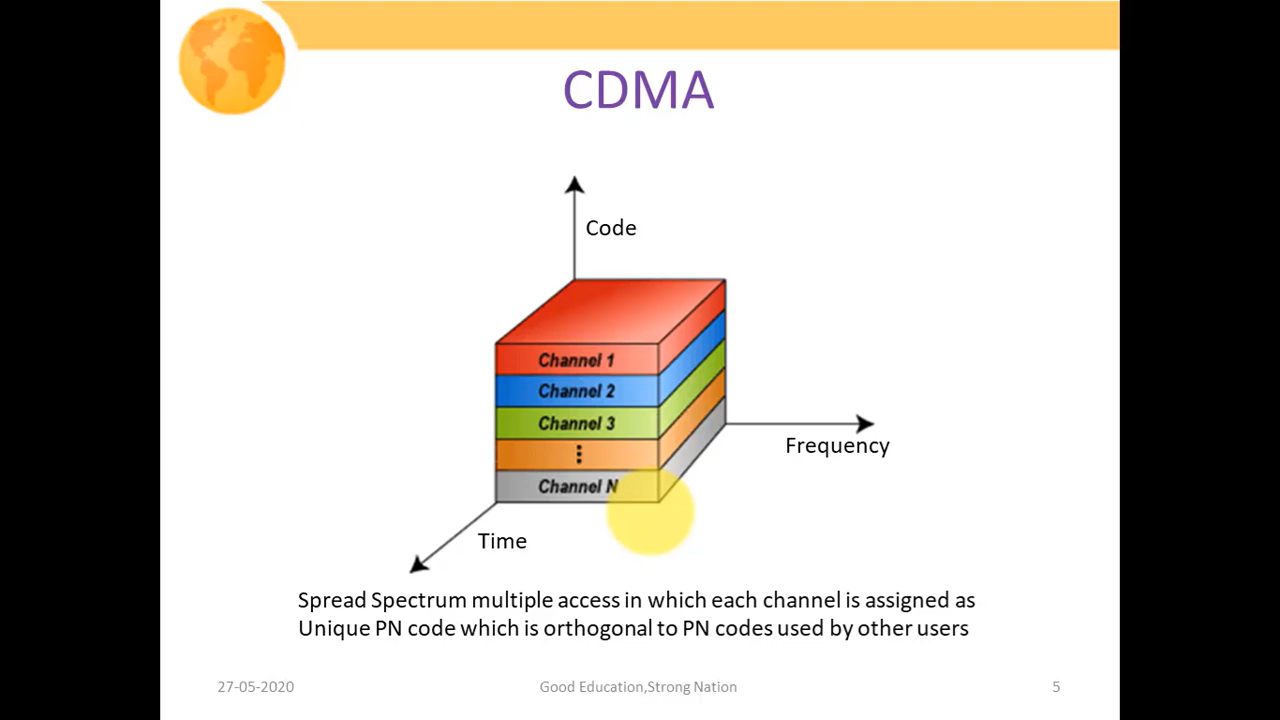 CDMA
Code
Channel 1
Channel 2
Channel 3
⋮
Channel N
Frequency
Time
Spread Spectrum multiple access in which each channel is assigned as
Unique PN code which is orthogonal to PN codes used by other users
27-05-2020
Good Education,Strong Nation
5